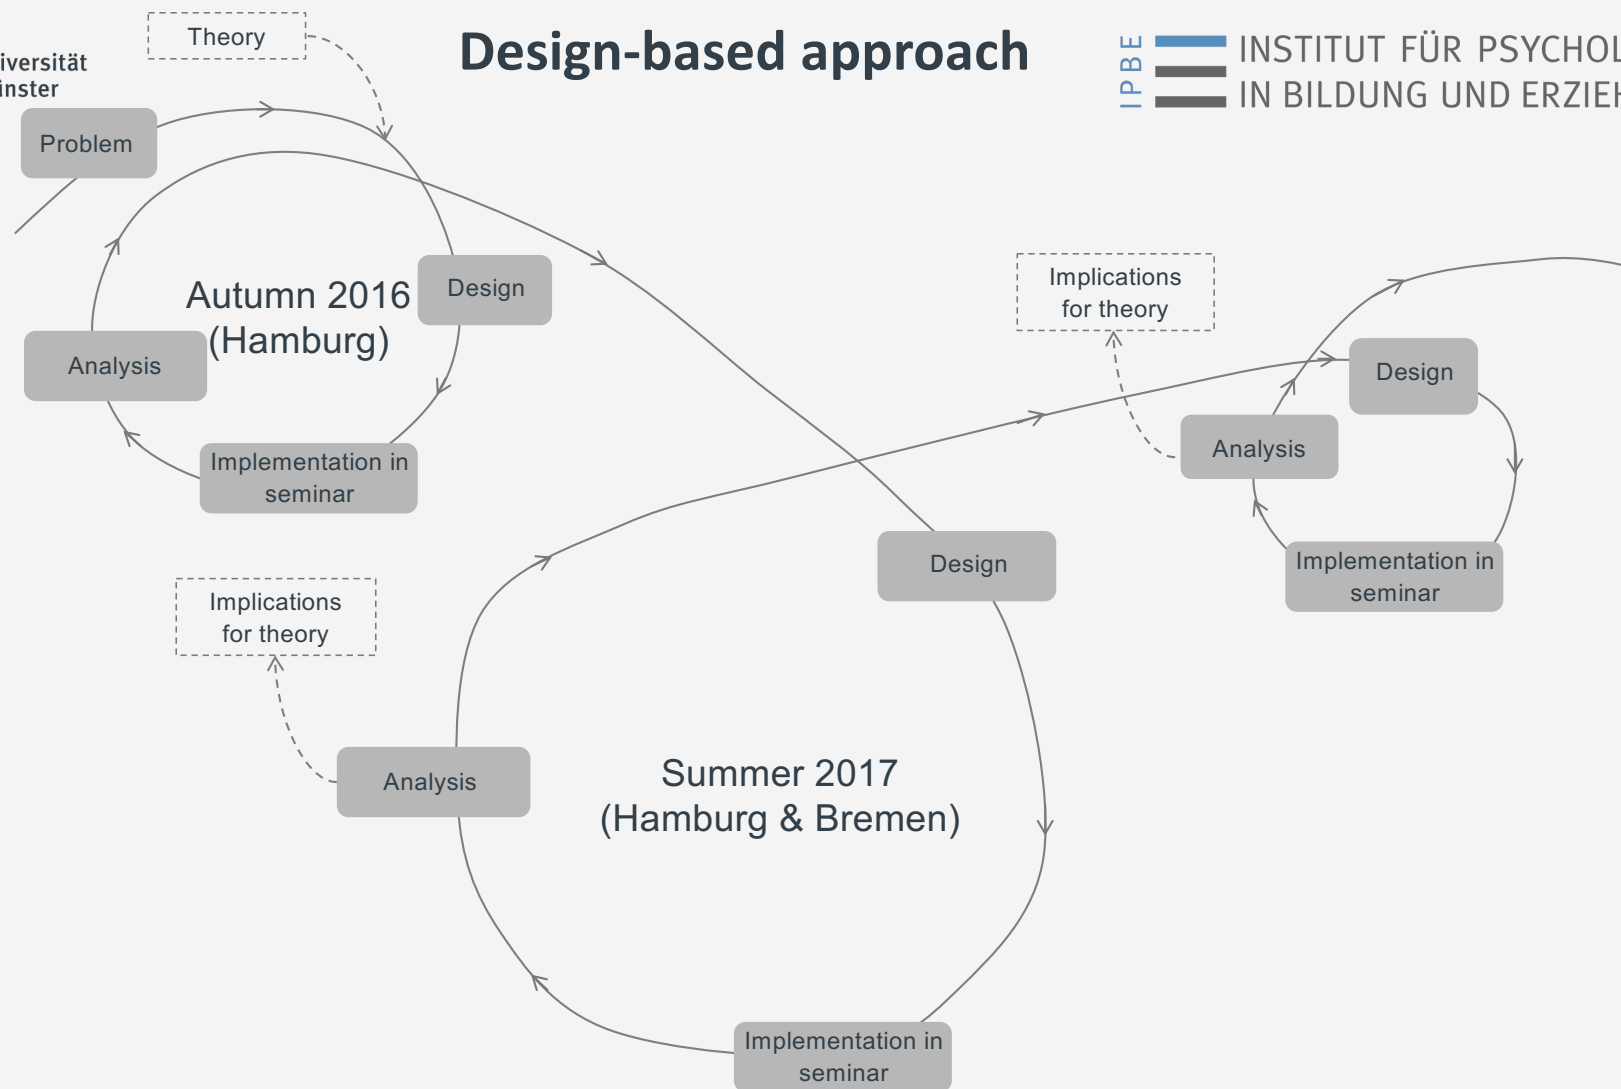 Theory
Design-based approach
IPBE
INSTITUT FÜR PSYCHOL
IN BILDUNG UND ERZIEH
iversität
inster
Problem
Autumn 2016
(Hamburg)
Design
Analysis
Implementation in
seminar
Implications
for theory
Design
Analysis
Implementation in
seminar
Design
Implications
for theory
Analysis
Summer 2017
(Hamburg & Bremen)
Implementation in
seminar